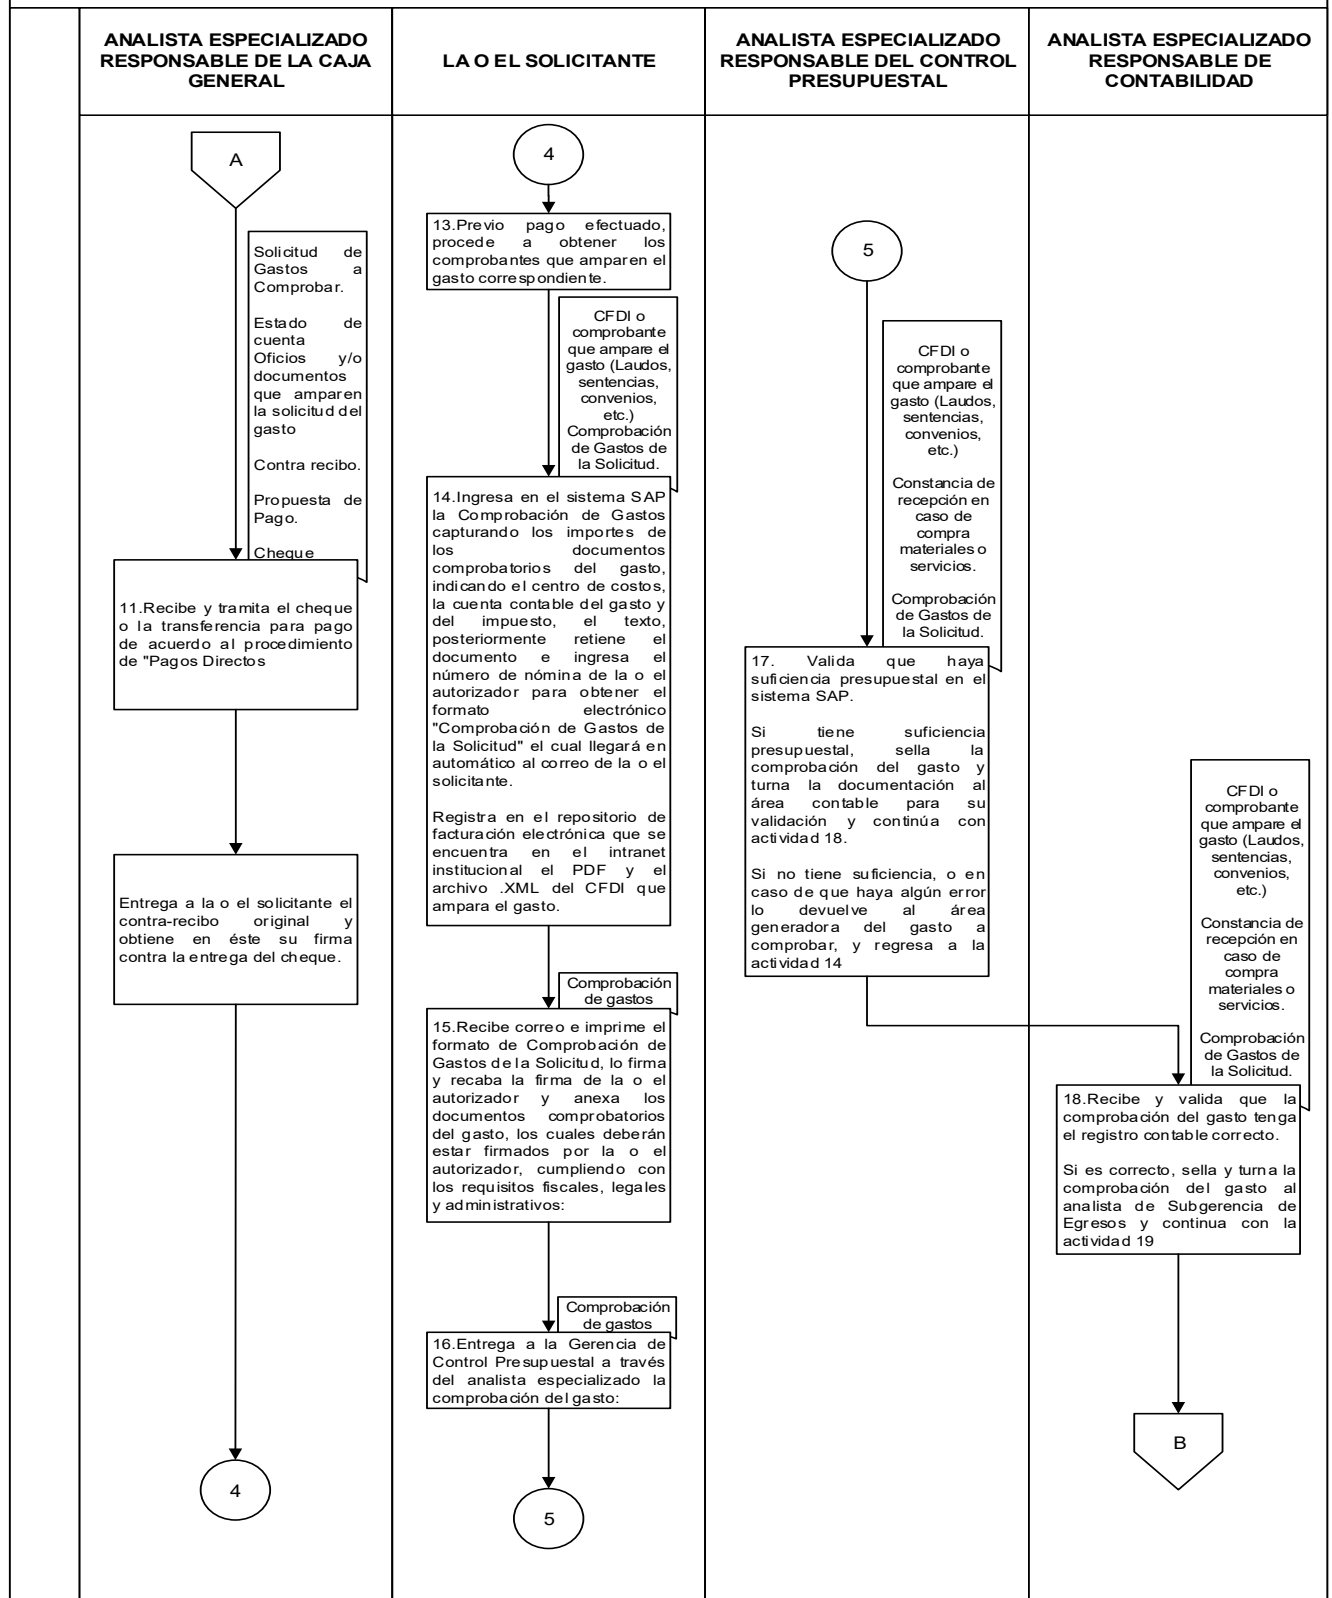 ANALISTA ESPECIALIZADO
RESPONSABLE DE LA CAJA
GENERAL
LA O EL SOLICITANTE
ANALISTA ESPECIALIZADO
RESPONSABLE DEL CONTROL
PRESUPUESTAL
ANALISTA ESPECIALIZADO
RESPONSABLE DE
CONTABILIDAD
A
Solicitud de
Gastos a
Comprobar.
Estado de
cuenta
Oficios y/o
documentos
que amparen
la solicitud del
gasto
Contra recibo.
Propuesta de
Pago.
Cheque
11.Recibe y tramita el cheque
o la transferencia para pago
de acuerdo al procedimiento
de "Pagos Directos
Entrega a la o el solicitante el
contra-recibo original y
obtiene en éste su firma
contra la entrega del cheque.
4
4
13.Previo pago efectuado,
procede a obtener los
comprobantes que amparen el
gasto correspondiente.
CFDI o
comprobante
que ampare el
gasto (Laudos,
sentencias,
convenios,
etc.)
Comprobación
de Gastos de
la Solicitud.
14.Ingresa en el sistema SAP
la Comprobación de Gastos
capturando los importes de
los documentos
comprobatorios del gasto,
indicando el centro de costos,
la cuenta contable del gasto y
del impuesto, el texto,
posteriormente retiene el
documento e ingresa el
número de nómina de la o el
autorizador para obtener el
formato electrónico
"Comprobación de Gastos de
la Solicitud" el cual llegará en
automático al correo de la o el
solicitante.
Registra en el repositorio de
facturación electrónica que se
encuentra en el intranet
institucional el PDF y el
archivo .XML del CFDI que
ampara el gasto.
Comprobación
de gastos
15.Recibe correo e imprime el
formato de Comprobación de
Gastos de la Solicitud, lo firma
y recaba la firma de la o el
autorizador y anexa los
documentos comprobatorios
del gasto, los cuales deberán
estar firmados por la o el
autorizador, cumpliendo con
los requisitos fiscales, legales
y administrativos:
Comprobación
de gastos
16.Entrega a la Gerencia de
Control Presupuestal a través
del analista especializado la
comprobación del gasto:
5
5
CFDI o
comprobante
que ampare el
gasto (Laudos,
sentencias,
convenios,
etc.)
Constancia de
recepción en
caso de
compra
materiales o
servicios.
Comprobación
de Gastos de
la Solicitud.
17. Valida que haya
suficiencia presupuestal en el
sistema SAP.
Si tiene suficiencia
presupuestal, sella la
comprobación del gasto y
turna la documentación al
área contable para su
validación y continúa con
actividad 18.
Si no tiene suficiencia, o en
caso de que haya algún error
lo devuelve al área
generadora del gasto a
comprobar, y regresa a la
actividad 14
CFDI o
comprobante
que ampare el
gasto (Laudos,
sentencias,
convenios,
etc.)
Constancia de
recepción en
caso de
compra
materiales o
servicios.
Comprobación
de Gastos de
la Solicitud.
18.Recibe y valida que la
comprobación del gasto tenga
el registro contable correcto.
Si es correcto, sella y turna la
comprobación del gasto al
analista de Subgerencia de
Egresos y continua con la
actividad 19
B